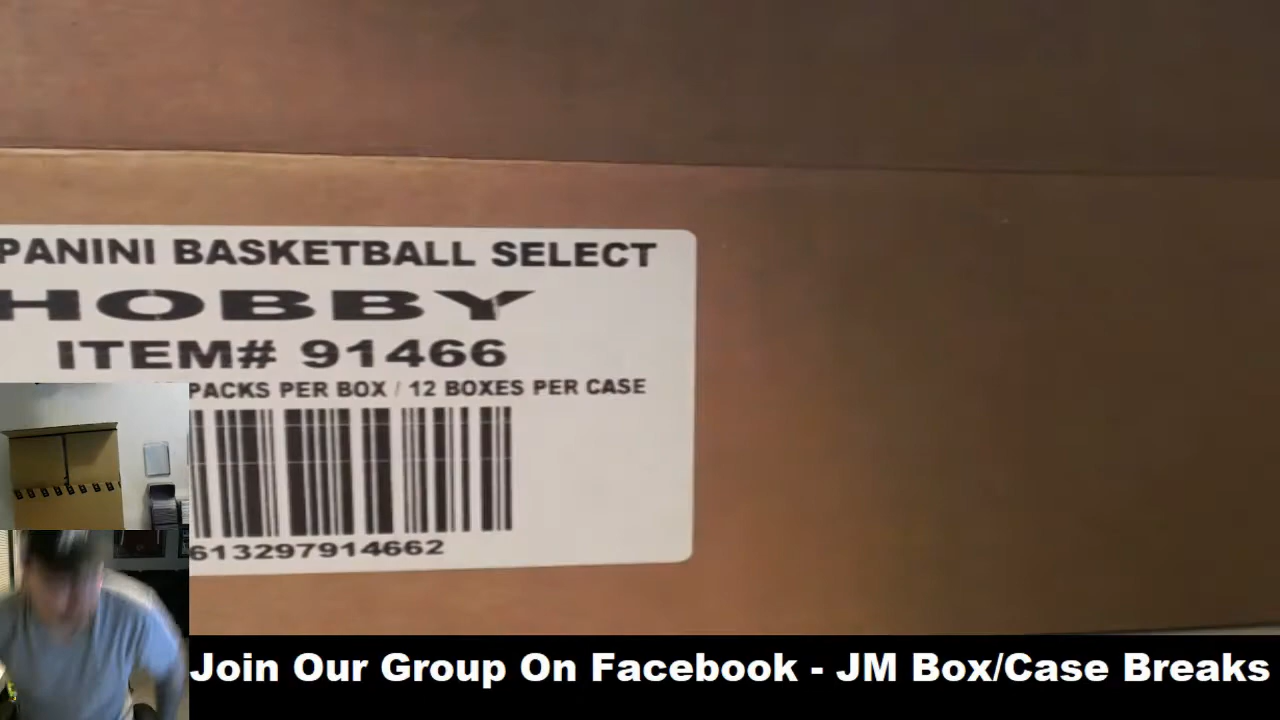 PANINI BASKETBALL SELECT
HOBBY
ITEM# 91466
PACKS PER BOX / 12 BOXES PER CASE
613297914662
Join Our Group On Facebook - JM Box/Case Breaks